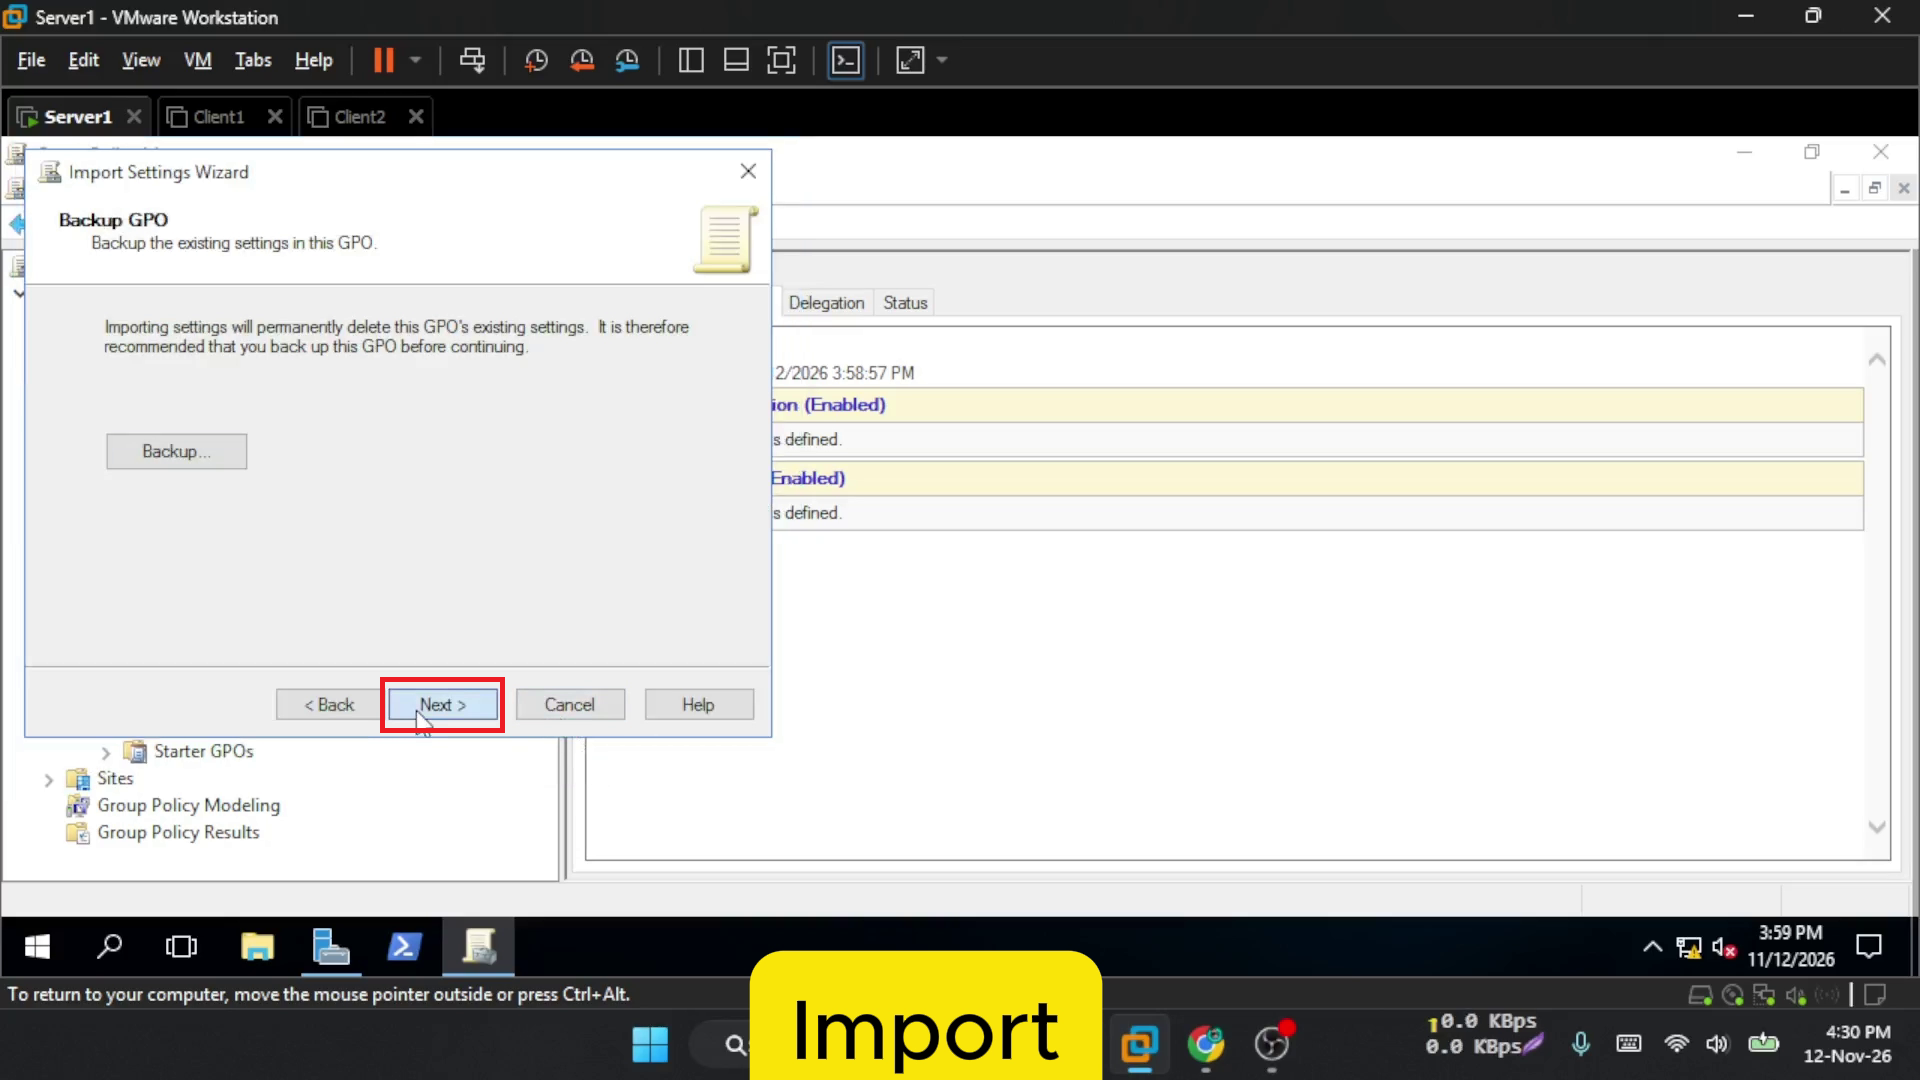 Server1 - VMware Workstation
File Edit View VM Tabs Help
Server1 Client1 Client2
Import Settings Wizard
Backup GPO
Backup the existing settings in this GPO.
Importing settings will permanently delete this GPO's existing settings. It is therefore
recommended that you back up this GPO before continuing.
Backup...
< Back Next > Cancel Help
Delegation Status
2/2026 3:58:57 PM
ion (Enabled)
s defined.
Enabled)
s defined.
Starter GPOs
Sites
Group Policy Modeling
Group Policy Results
3:59 PM
11/12/2026
To return to your computer, move the mouse pointer outside or press Ctrl+Alt.
Import
0.0 KBps
0.0 KBps
4:30 PM
12-Nov-26